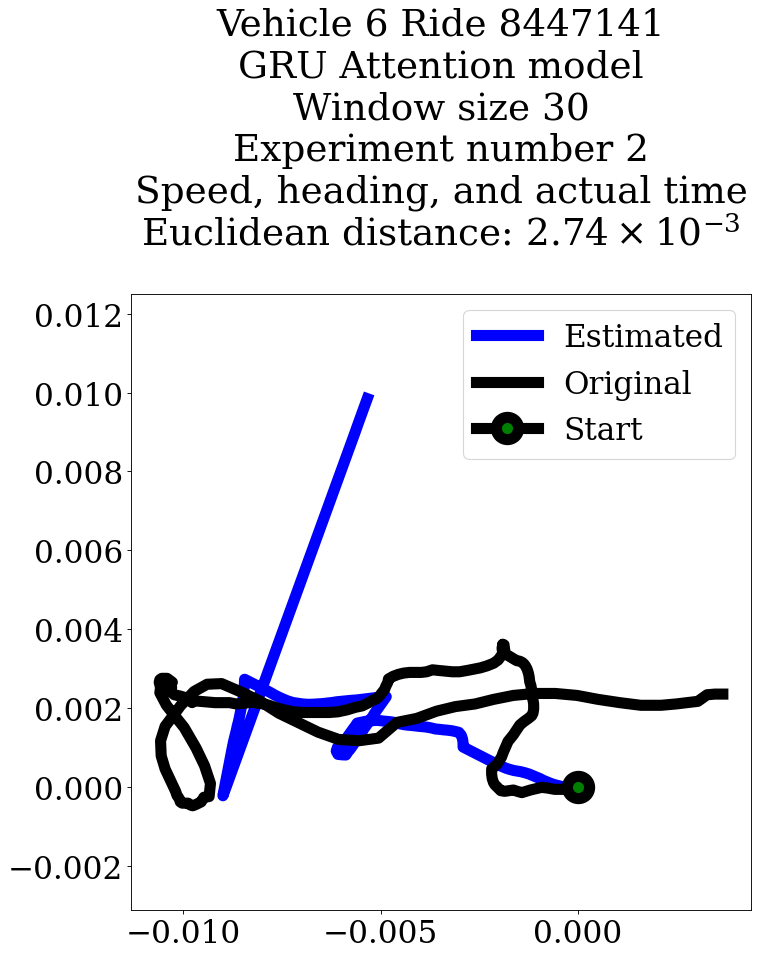 Vehicle 6 Ride 8447141
GRU Attention model
Window size 30
Experiment number 2
Speed, heading, and actual time
Euclidean distance: 2.74 × 10⁻³
0.012
0.010
0.008
0.006
0.004
0.002
0.000
−0.002
Estimated
Original
Start
−0.010
−0.005
0.000